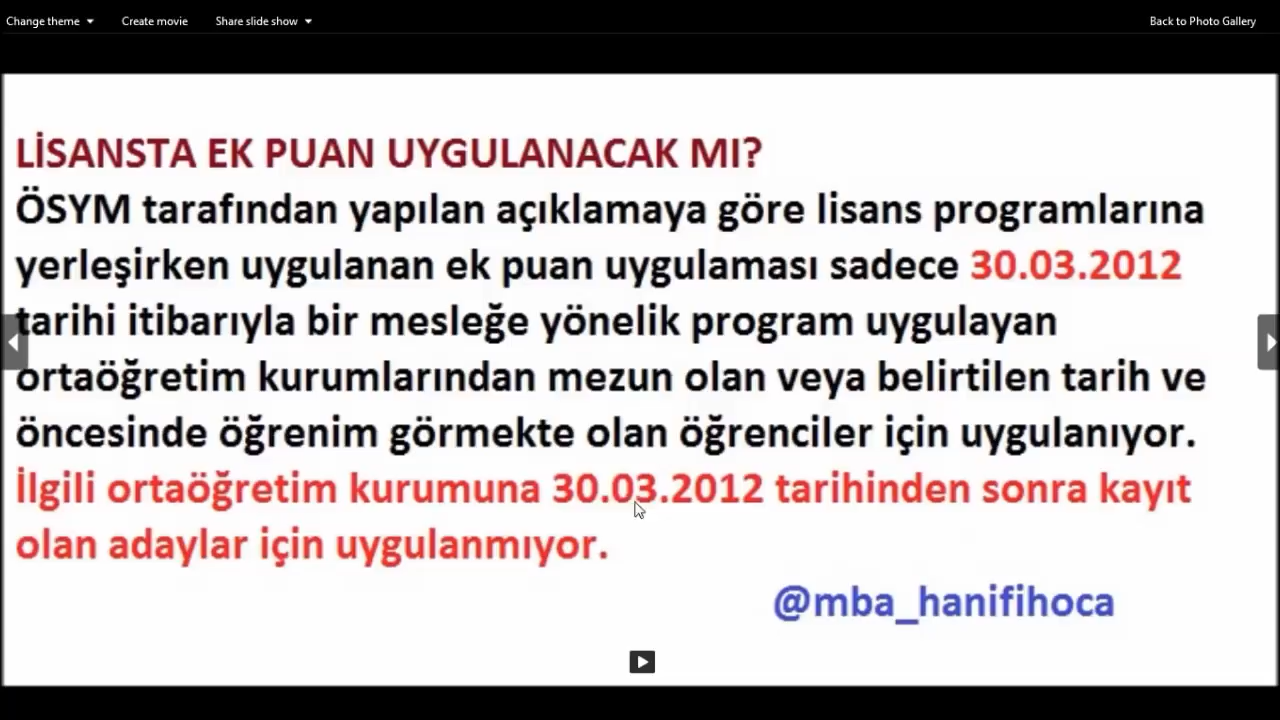 Change theme Create movie Share slide show Back to Photo Gallery
LİSANSTA EK PUAN UYGULANACAK MI?
ÖSYM tarafından yapılan açıklamaya göre lisans programlarına
yerleşirken uygulanan ek puan uygulaması sadece 30.03.2012
tarihi itibarıyla bir mesleğe yönelik program uygulayan
ortaöğretim kurumlarından mezun olan veya belirtilen tarih ve
öncesinde öğrenim görmekte olan öğrenciler için uygulanıyor.
İlgili ortaöğretim kurumuna 30.03.2012 tarihinden sonra kayıt
olan adaylar için uygulanmıyor.
@mba_hanifihoca